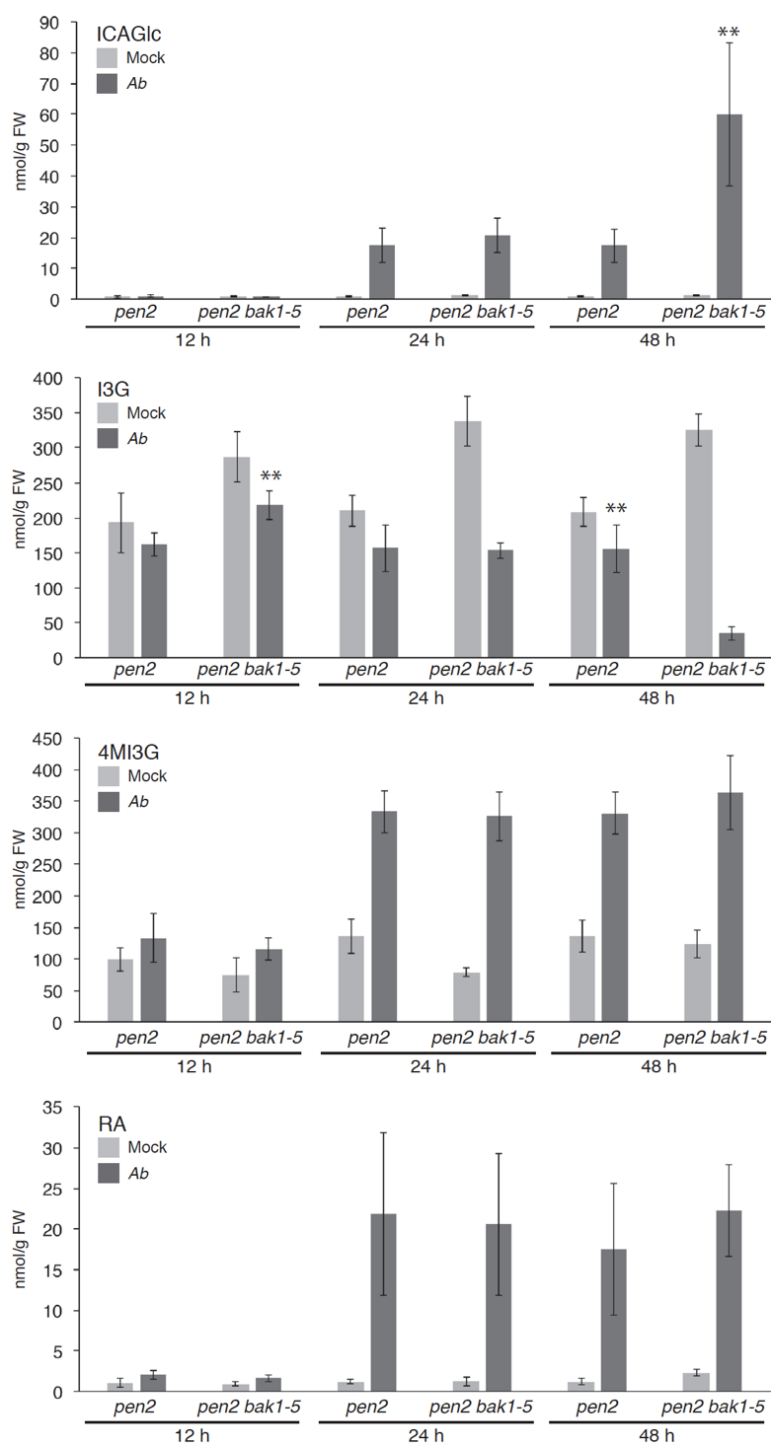 ICAGlc
Mock
Ab
nmol/g FW
90
80
70
60
50
40
30
20
10
0
**
pen2 pen2 bak1-5 pen2 pen2 bak1-5 pen2 pen2 bak1-5
12 h 24 h 48 h
I3G
Mock
Ab
nmol/g FW
400
350
300
250
200
150
100
50
0
** **
pen2 pen2 bak1-5 pen2 pen2 bak1-5 pen2 pen2 bak1-5
12 h 24 h 48 h
4MI3G
Mock
Ab
nmol/g FW
450
400
350
300
250
200
150
100
50
0
pen2 pen2 bak1-5 pen2 pen2 bak1-5 pen2 pen2 bak1-5
12 h 24 h 48 h
RA
Mock
Ab
nmol/g FW
35
30
25
20
15
10
5
0
pen2 pen2 bak1-5 pen2 pen2 bak1-5 pen2 pen2 bak1-5
12 h 24 h 48 h